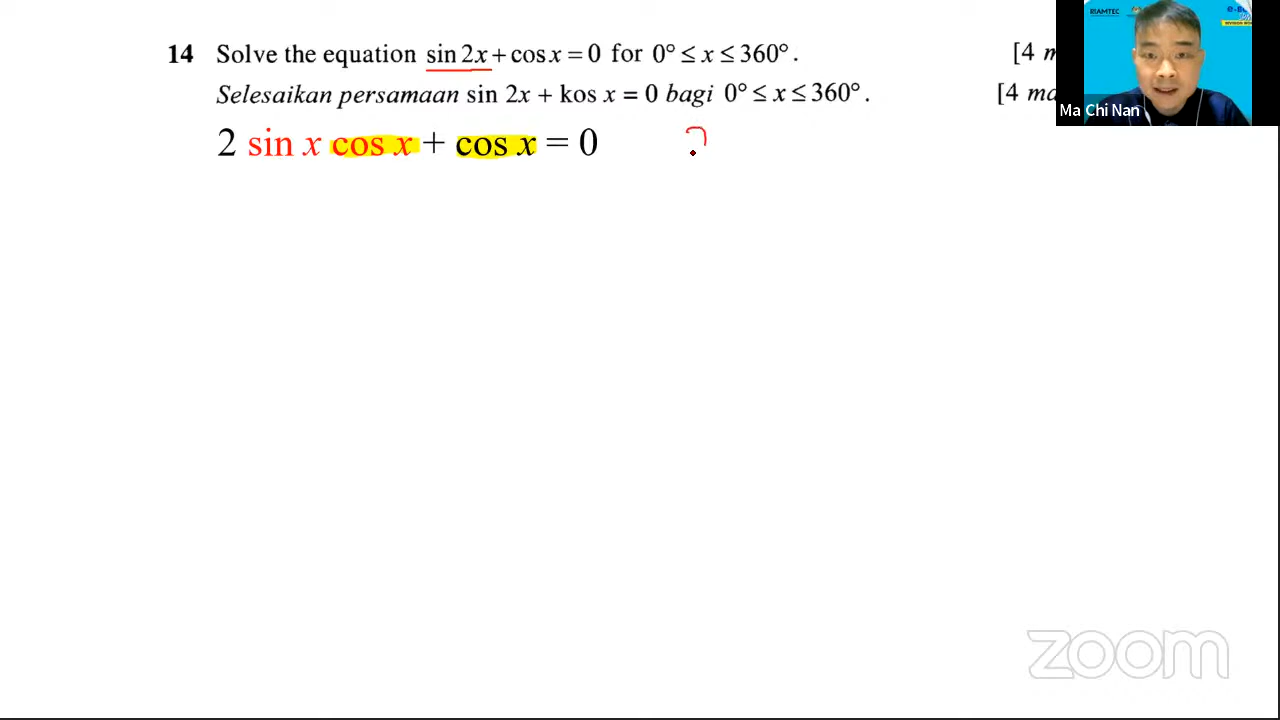 14 Solve the equation sin 2x + cos x = 0 for 0° ≤ x ≤ 360°. [4
Selesaikan persamaan sin 2x + kos x = 0 bagi 0° ≤ x ≤ 360°. [4
2 sin x cos x + cos x = 0
RIAMTEC
Ma Chi Nan
zoom